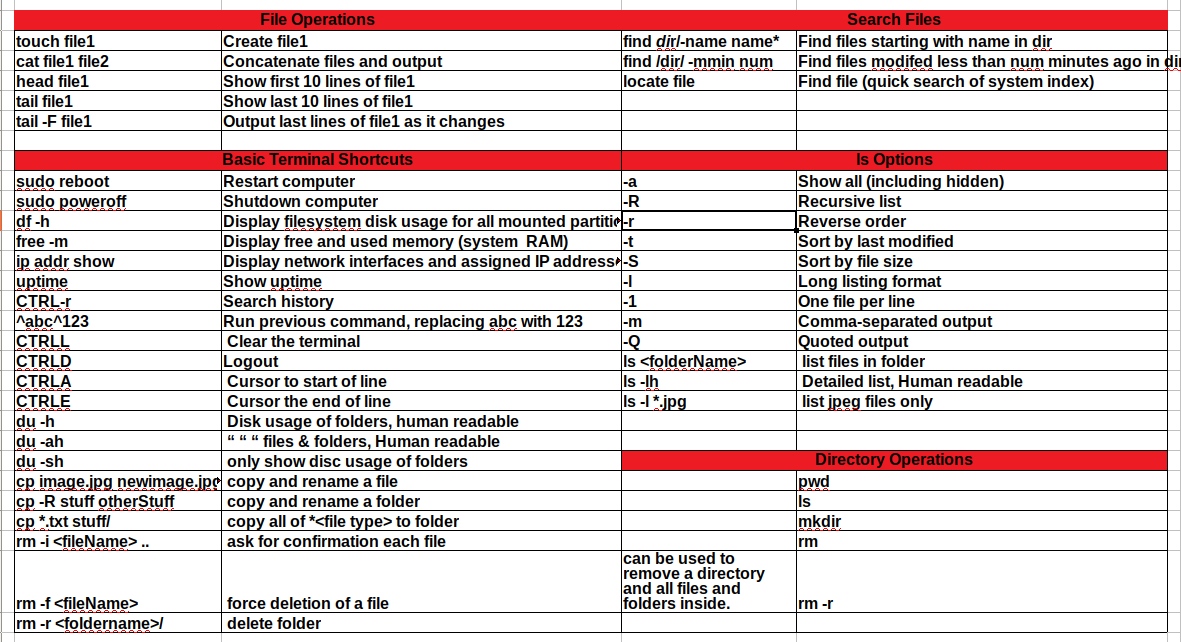 File Operations Search Files
touch file1 Create file1 find dir/-name name* Find files starting with name in dir
cat file1 file2 Concatenate files and output find /dir/ -mmin num Find files modifed less than num minutes ago in dir
head file1 Show first 10 lines of file1 locate file Find file (quick search of system index)
tail file1 Show last 10 lines of file1
tail -F file1 Output last lines of file1 as it changes
Basic Terminal Shortcuts ls Options
sudo reboot Restart computer -a Show all (including hidden)
sudo poweroff Shutdown computer -R Recursive list
df -h Display filesystem disk usage for all mounted partitio -r Reverse order
free -m Display free and used memory (system RAM) -t Sort by last modified
ip addr show Display network interfaces and assigned IP address -S Sort by file size
uptime Show uptime -l Long listing format
CTRL-r Search history -1 One file per line
^abc^123 Run previous command, replacing abc with 123 -m Comma-separated output
CTRLL Clear the terminal -Q Quoted output
CTRLD Logout ls <folderName> list files in folder
CTRLA Cursor to start of line ls -lh Detailed list, Human readable
CTRLE Cursor the end of line ls -l *.jpg list jpeg files only
du -h Disk usage of folders, human readable
du -ah “ “ “ files & folders, Human readable
du -sh only show disc usage of folders Directory Operations
cp image.jpg newimage.jpg copy and rename a file pwd
cp -R stuff otherStuff copy and rename a folder ls
cp *.txt stuff/ copy all of *<file type> to folder mkdir
rm -i <fileName> .. ask for confirmation each file rm
can be used to
remove a directory
and all files and
rm -f <fileName> force deletion of a file folders inside. rm -r
rm -r <foldername>/ delete folder